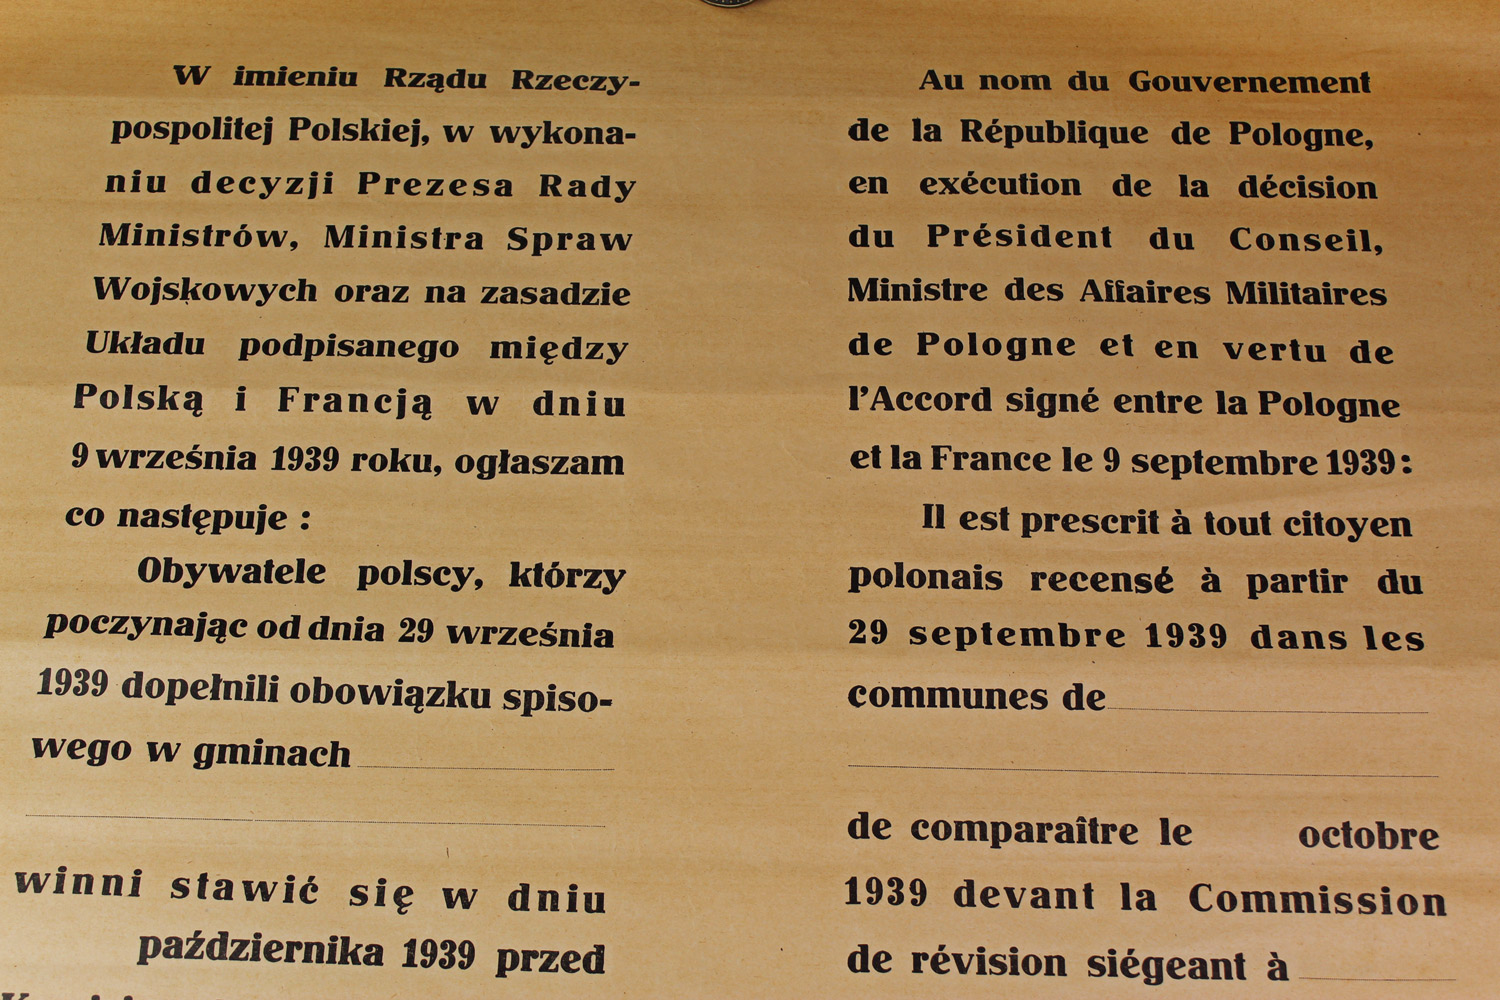 W imieniu Rządu Rzeczy-
pospolitej Polskiej, w wykona-
niu decyzji Prezesa Rady
Ministrów, Ministra Spraw
Wojskowych oraz na zasadzie
Układu podpisanego między
Polską i Francją w dniu
9 września 1939 roku, ogłaszam
co następuje :
Obywatele polscy, którzy
poczynając od dnia 29 września
1939 dopełnili obowiązku spiso-
wego w gminach
winni stawić się w dniu
października 1939 przed
Au nom du Gouvernement
de la République de Pologne,
en exécution de la décision
du Président du Conseil,
Ministre des Affaires Militaires
de Pologne et en vertu de
l'Accord signé entre la Pologne
et la France le 9 septembre 1939 :
Il est prescrit à tout citoyen
polonais recensé à partir du
29 septembre 1939 dans les
communes de
de comparaître le octobre
1939 devant la Commission
de révision siégeant à